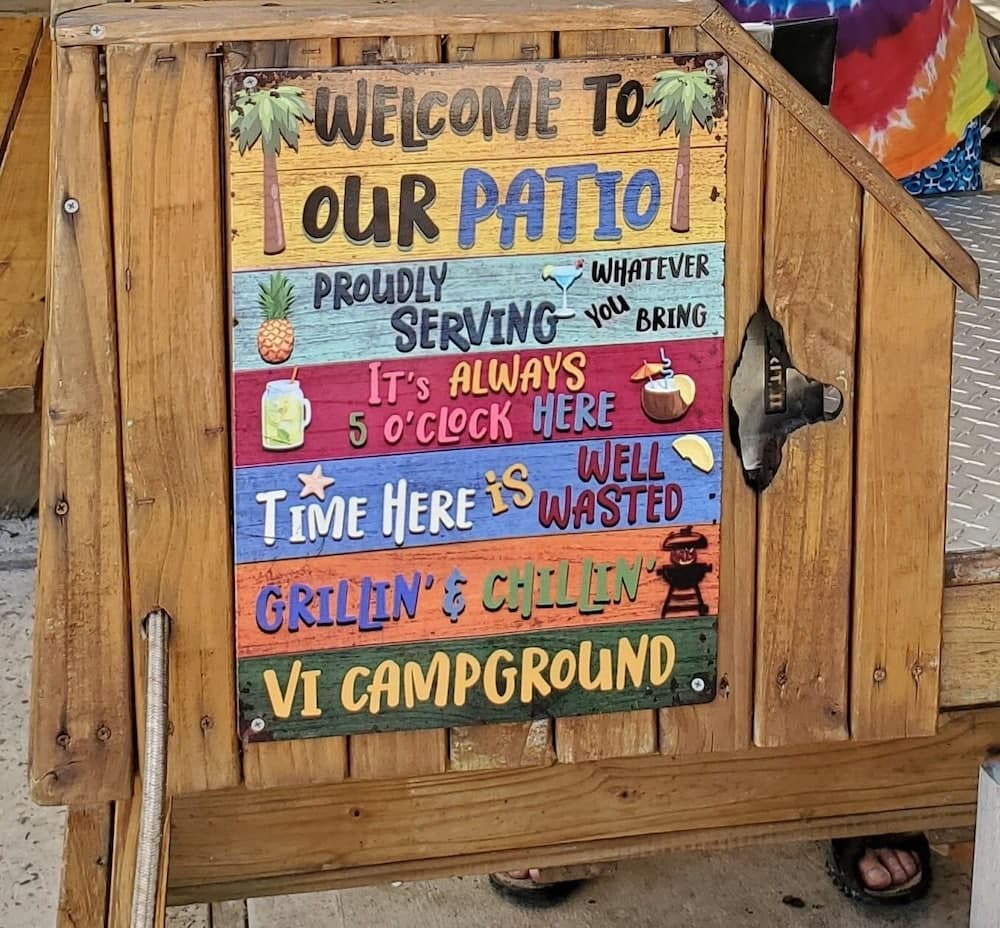 WELCOME TO
OUR PATIO
PROUDLY
SERVING
WHATEVER
YOU BRING
IT'S ALWAYS
5 O'CLOCK HERE
TIME HERE IS WELL
WASTED
GRILLIN' & CHILLIN'
VI CAMPGROUND